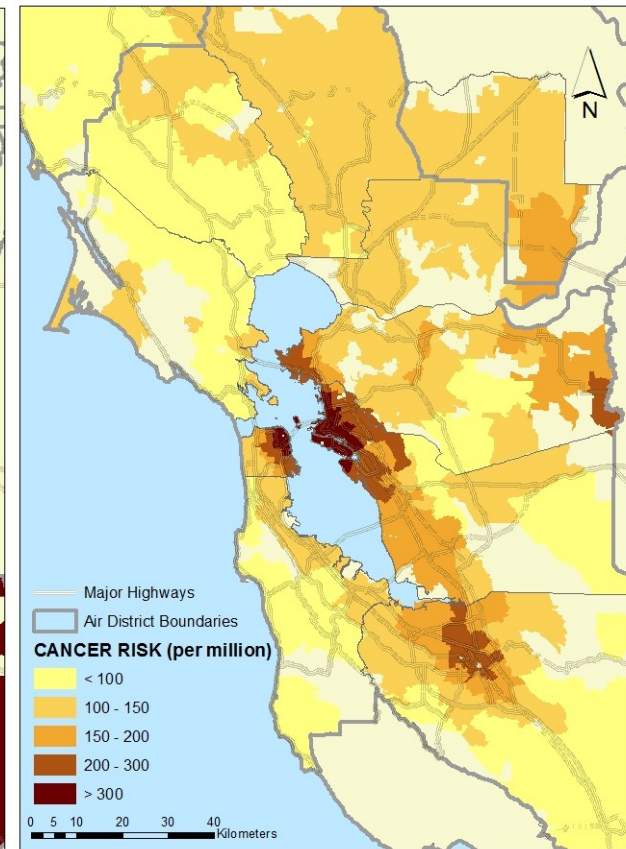 N
Major Highways
Air District Boundaries
CANCER RISK (per million)
< 100
100 - 150
150 - 200
200 - 300
> 300
0 5 10 20 30 40
Kilometers